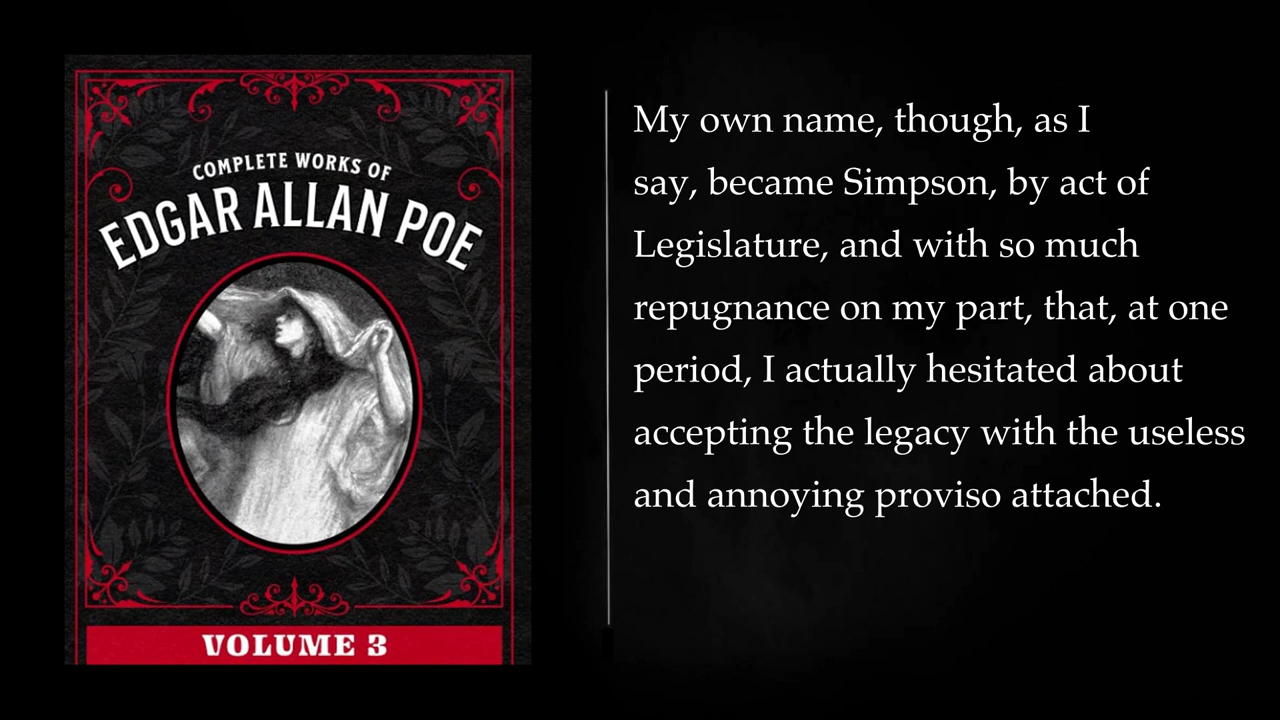 COMPLETE WORKS OF
EDGAR ALLAN POE
VOLUME 3
My own name, though, as I
say, became Simpson, by act of
Legislature, and with so much
repugnance on my part, that, at one
period, I actually hesitated about
accepting the legacy with the useless
and annoying proviso attached.